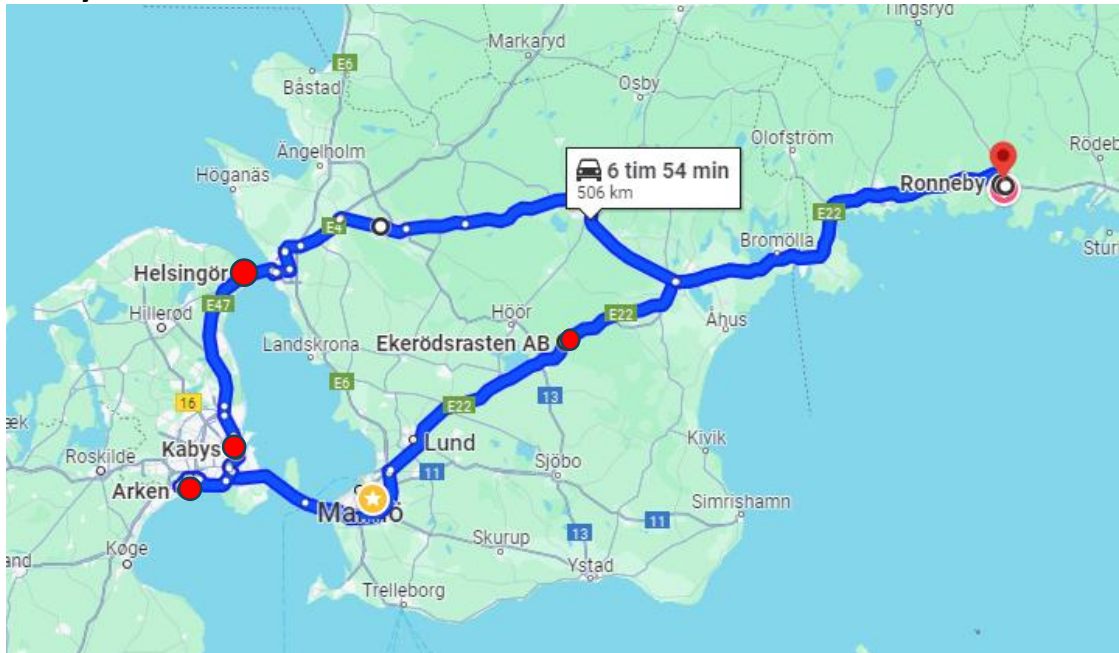 Tingsryd
Markaryd
E6
Båstad
Osby
Olofström
Rödeb
Ängelholm
6 tim 54 min
506 km
Höganäs
Ronneby
E4
E22
Bromölla
Stur
Helsingör
E47
Hillerød
Höör
E22
Åhus
Ekerödsrasten AB
Landskrona
E6
16
13
E22
Kabys
Lund
Kivik
Roskilde
11
Sjöbo
Arken
Simrishamn
11
13
Skurup
Køge
Ystad
Trelleborg